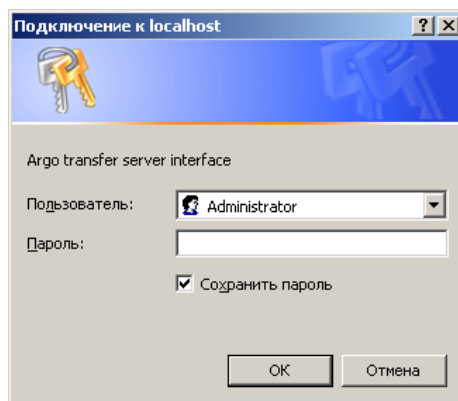 Подключение к localhost
Argo transfer server interface
Пользователь: Administrator
Пароль:
Сохранить пароль
OK Отмена